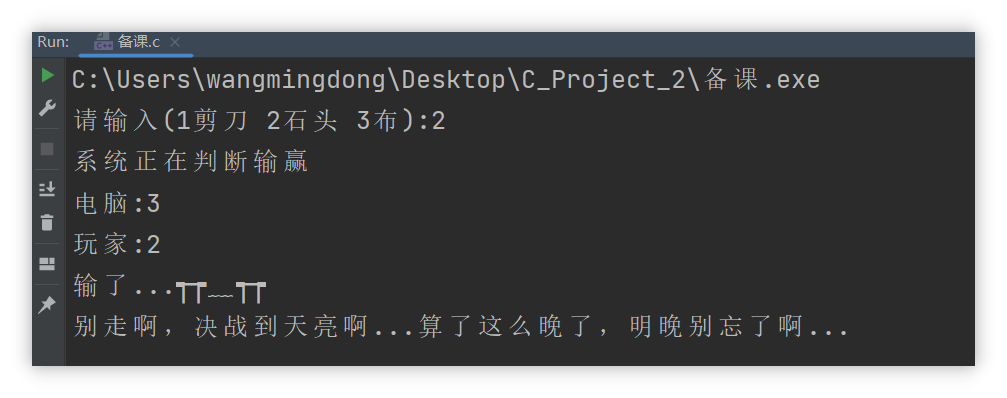 Run: 备课.c ×
C:\Users\wangmingdong\Desktop\C_Project_2\备课.exe
请输入(1剪刀 2石头 3布):2
系统正在判断输赢
电脑:3
玩家:2
输了...┳┳﹏┳┳
别走啊，决战到天亮啊...算了这么晚了，明晚别忘了啊...